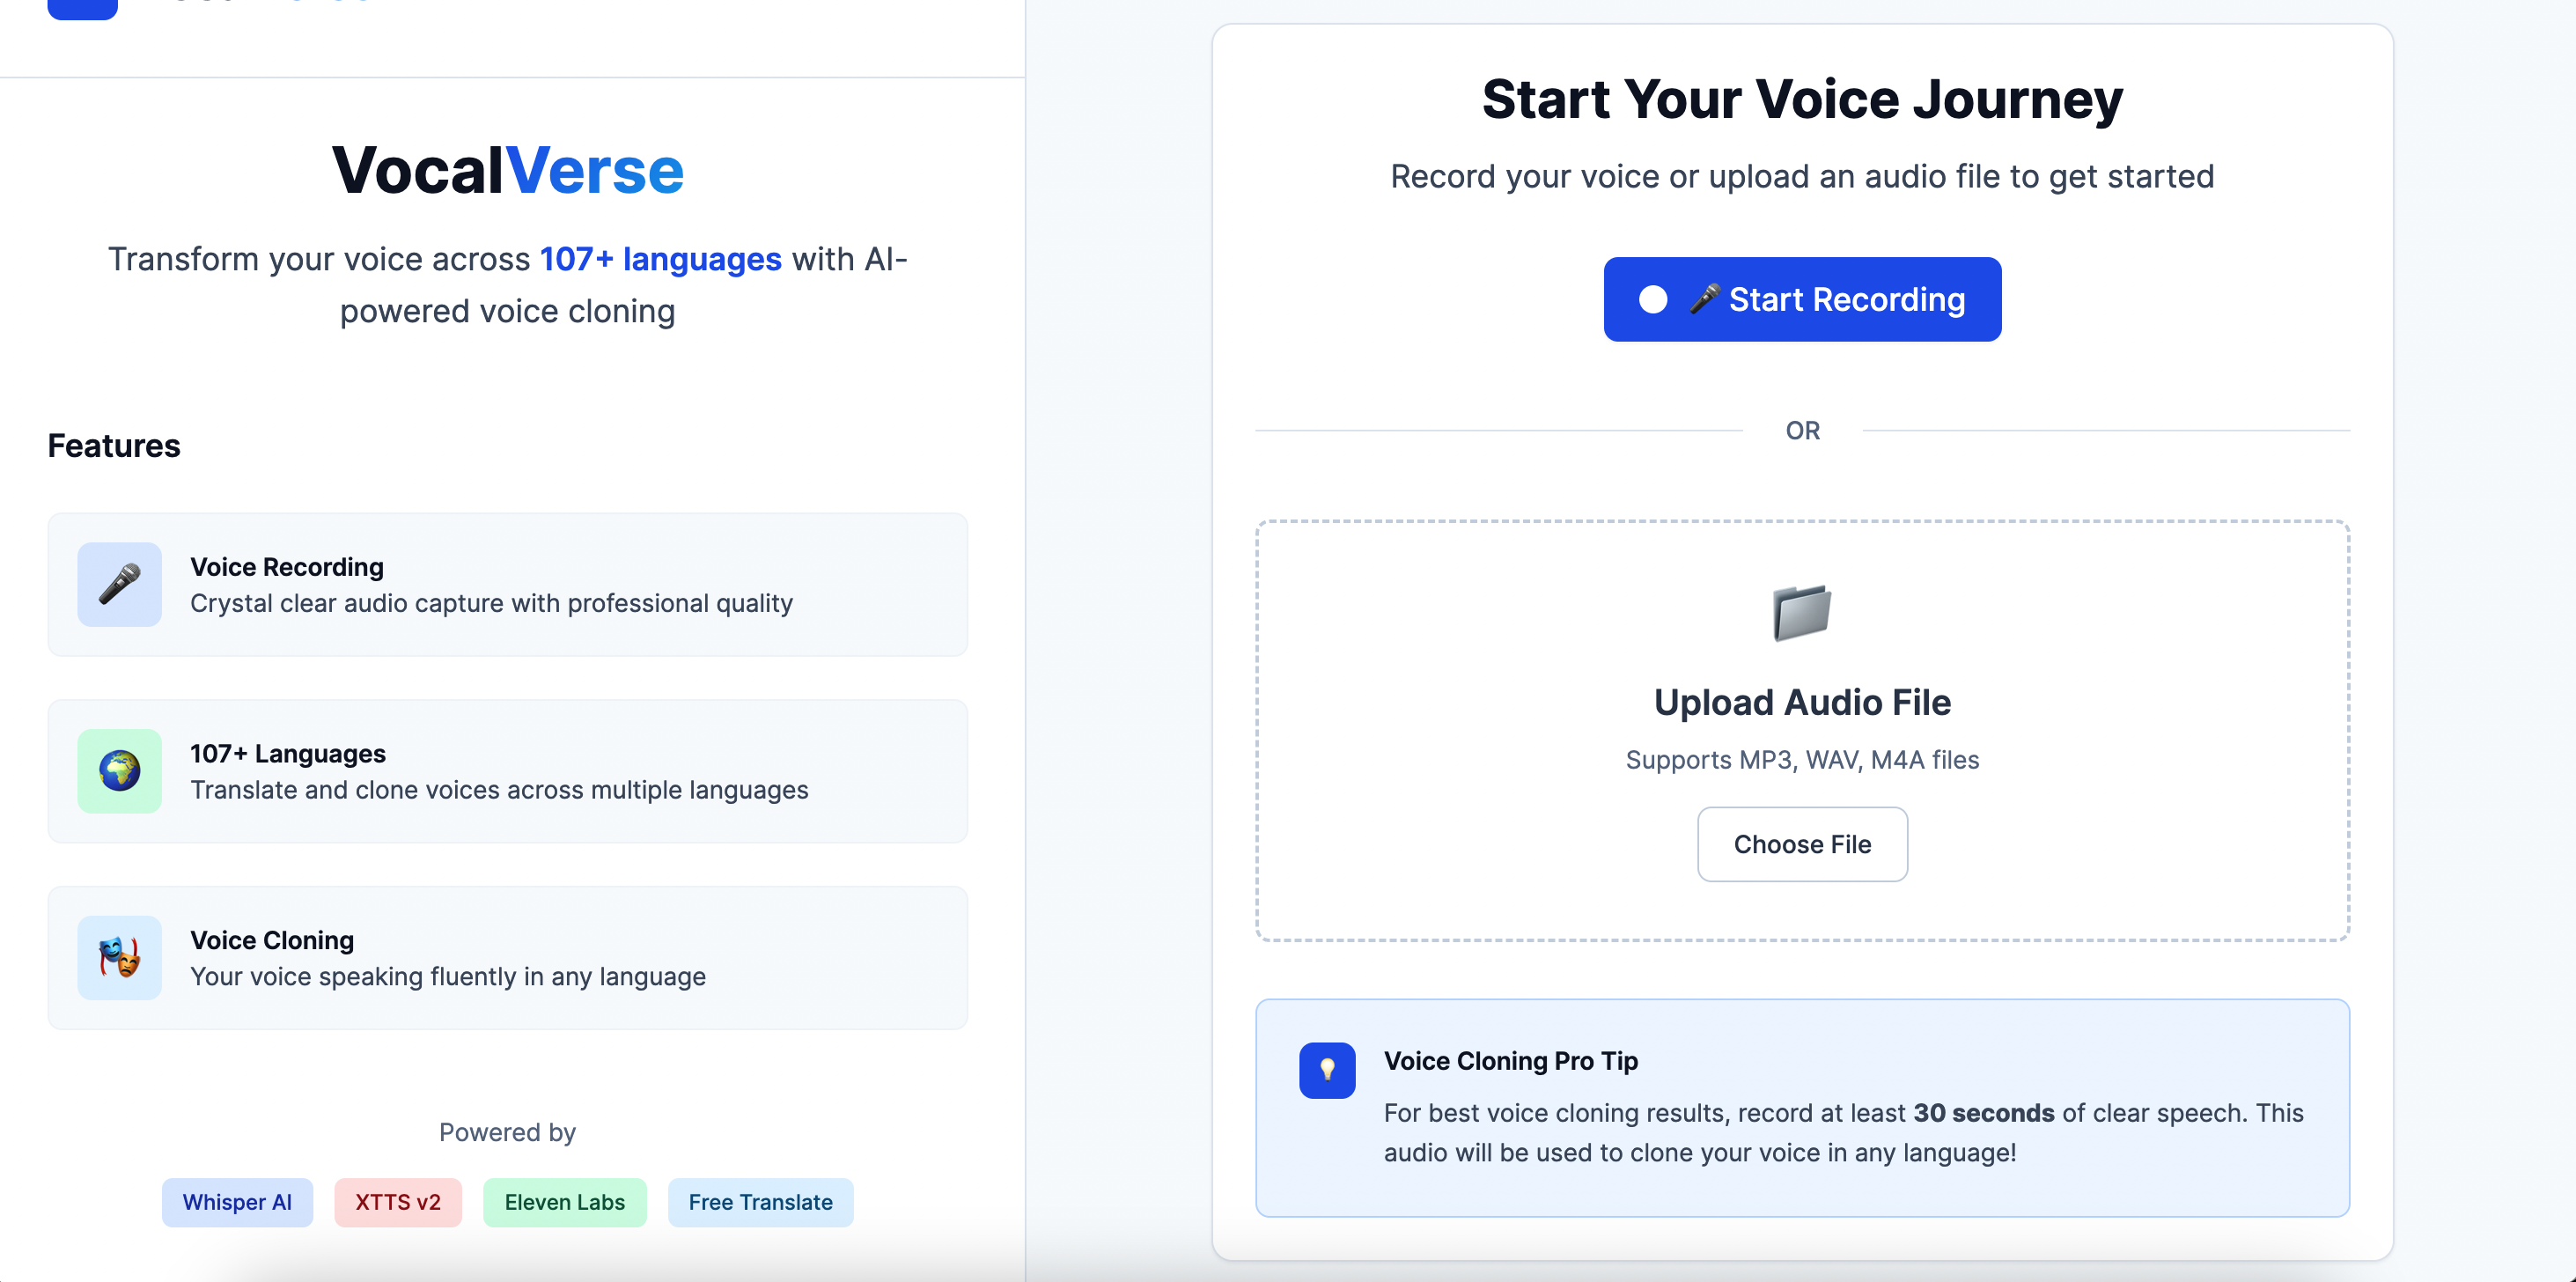 VocalVerse
Transform your voice across 107+ languages with AI-
powered voice cloning
Features
Voice Recording
Crystal clear audio capture with professional quality
107+ Languages
Translate and clone voices across multiple languages
Voice Cloning
Your voice speaking fluently in any language
Powered by
Whisper AI
XTTS v2
Eleven Labs
Free Translate
Start Your Voice Journey
Record your voice or upload an audio file to get started
Start Recording
OR
Upload Audio File
Supports MP3, WAV, M4A files
Choose File
Voice Cloning Pro Tip
For best voice cloning results, record at least 30 seconds of clear speech. This
audio will be used to clone your voice in any language!